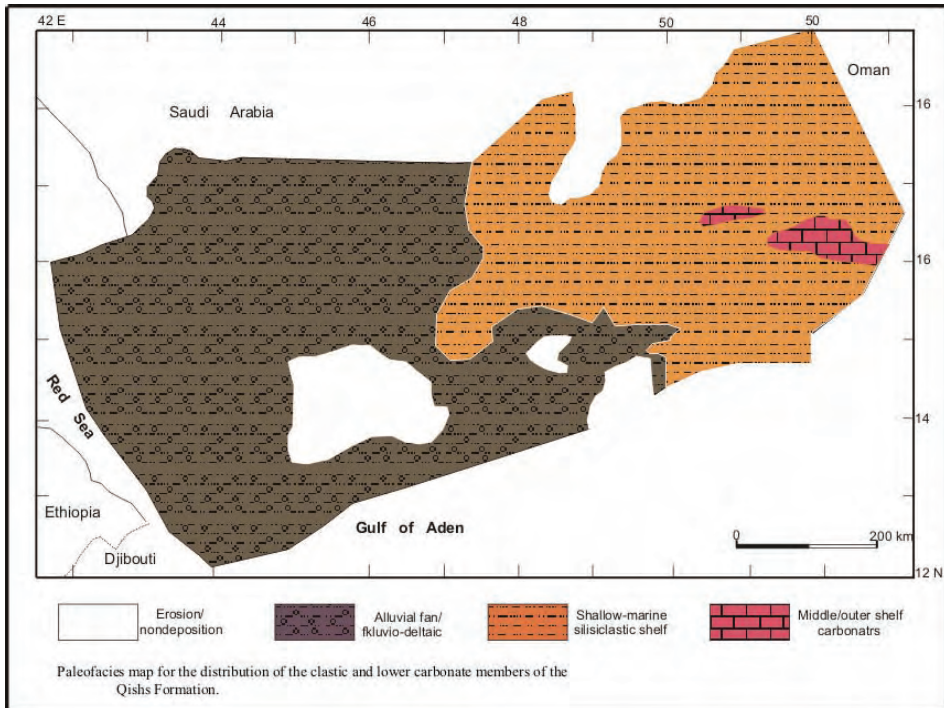 42 E 44 46 48 50 50
Oman
Saudi Arabia
16
16
Red Sea
14
Ethiopia
Gulf of Aden
0 200 km
Djibouti
12 N
Erosion/
nondeposition
Alluvial fan/
fkluvio-deltaic
Shallow-marine
silisiclastic shelf
Middle/outer shelf
carbonatrs
Paleofacies map for the distribution of the clastic and lower carbonate members of the
Qishs Formation.